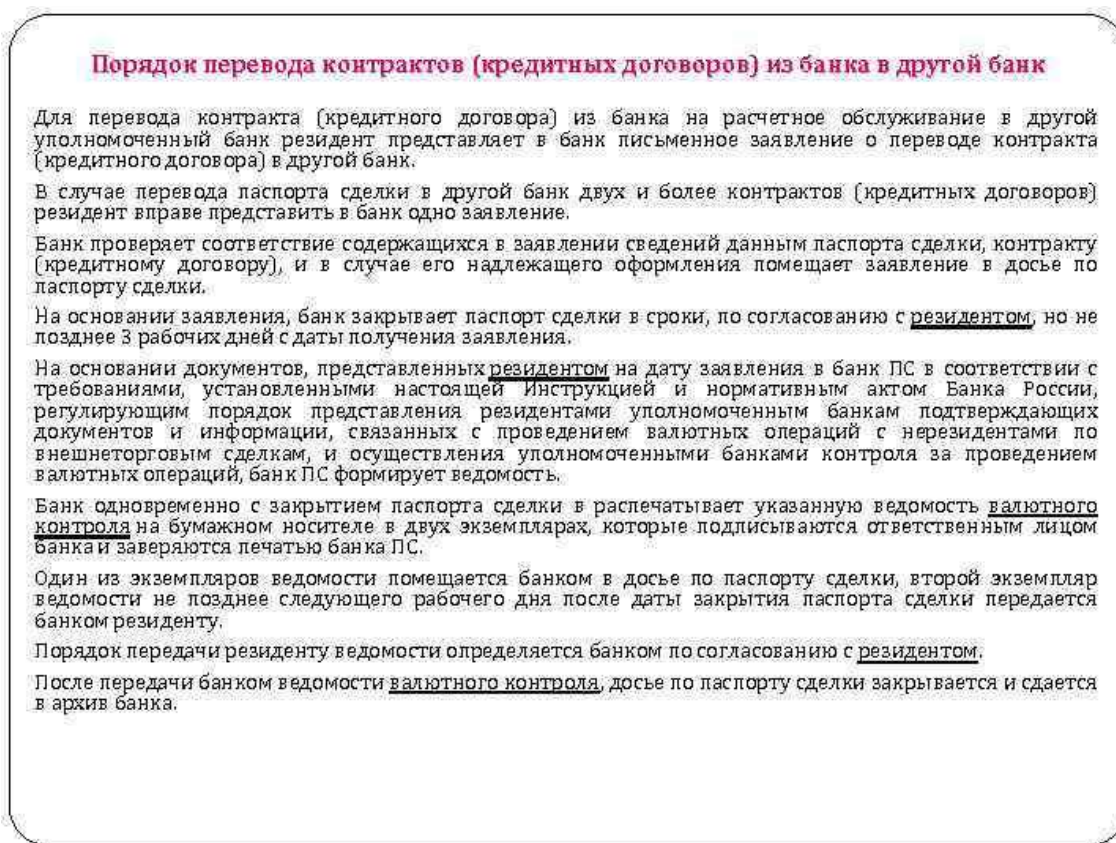 Порядок перевода контрактов (кредитных договоров) из банка в другой банк
Для перевода контракта (кредитного договора) из банка на расчетное обслуживание в другой
уполномоченный банк резидент представляет в банк письменное заявление о переводе контракта
(кредитного договора) в другой банк.
В случае перевода паспорта сделки в другой банк двух и более контрактов (кредитных договоров)
резидент вправе представить в банк одно заявление.
Банк проверяет соответствие содержащихся в заявлении сведений данным паспорта сделки, контракту
(кредитному договору), и в случае его надлежащего оформления помещает заявление в досье по
паспорту сделки.
На основании заявления, банк закрывает паспорт сделки в сроки, по согласованию с резидентом, но не
позднее 3 рабочих дней с даты получения заявления.
На основании документов, представленных резидентом на дату заявления в банк ПС в соответствии с
требованиями, установленными настоящей Инструкцией и нормативным актом Банка России,
регулирующим порядок представления резидентами уполномоченным банкам подтверждающих
документов и информации, связанных с проведением валютных операций с нерезидентами по
внешнеторговым сделкам, и осуществления уполномоченными банками контроля за проведением
валютных операций, банк ПС формирует ведомость.
Банк одновременно с закрытием паспорта сделки в распечатывает указанную ведомость валютного
контроля на бумажном носителе в двух экземплярах, которые подписываются ответственным лицом
банка и заверяются печатью банка ПС.
Один из экземпляров ведомости помещается банком в досье по паспорту сделки, второй экземпляр
ведомости не позднее следующего рабочего дня после даты закрытия паспорта сделки передается
банком резиденту.
Порядок передачи резиденту ведомости определяется банком по согласованию с резидентом.
После передачи банком ведомости валютного контроля, досье по паспорту сделки закрывается и сдается
в архив банка.